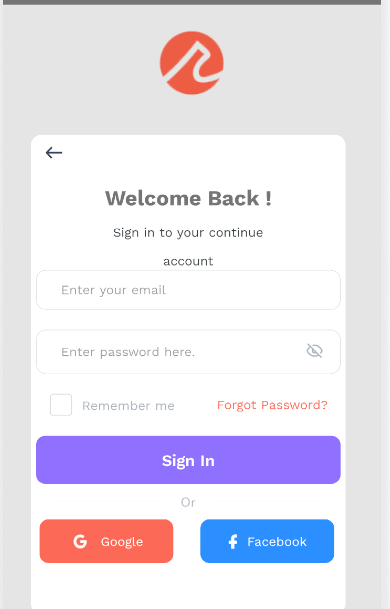 Welcome Back !
Sign in to your continue
account
Enter your email
Enter password here.
Remember me
Forgot Password?
Sign In
Or
Google
Facebook